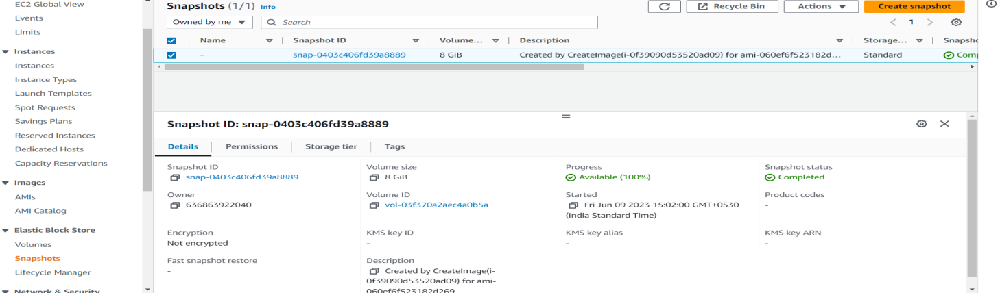 EC2 Global View
Events
Limits
Instances
Instances
Instance Types
Launch Templates
Spot Requests
Savings Plans
Reserved Instances
Dedicated Hosts
Capacity Reservations
Images
AMIs
AMI Catalog
Elastic Block Store
Volumes
Snapshots
Lifecycle Manager
Network & Security
Snapshots (1/1) Info
Recycle Bin
Actions
Create snapshot
Owned by me
Search
1
Name Snapshot ID Volume... Description Storage... Snapsho
– snap-0403c406fd39a8889 8 GiB Created by CreateImage(i-0f39090d53520ad09) for ami-060ef6f523182d... Standard Comp
Snapshot ID: snap-0403c406fd39a8889
Details Permissions Storage tier Tags
Snapshot ID
snap-0403c406fd39a8889
Volume size
8 GiB
Progress
Available (100%)
Snapshot status
Completed
Owner
636863922040
Volume ID
vol-03f370a2aec4a0b5a
Started
Fri Jun 09 2023 15:02:00 GMT+0530
(India Standard Time)
Product codes
-
Encryption
Not encrypted
KMS key ID
-
KMS key alias
-
KMS key ARN
-
Fast snapshot restore
-
Description
Created by CreateImage(i-
0f39090d53520ad09) for ami-
060ef6f523182d269